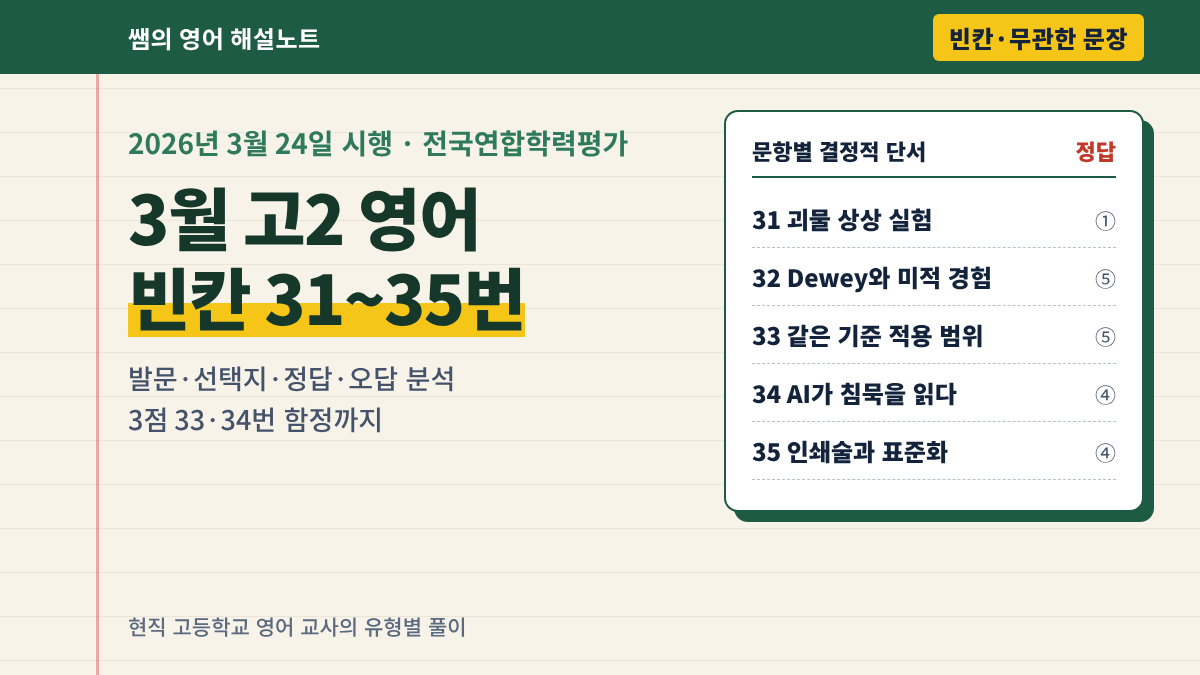 쌤의 영어 해설노트
빈칸·무관한 문장
2026년 3월 24일 시행 · 전국연합학력평가
3월 고2 영어
빈칸 31~35번
발문·선택지·정답·오답 분석
3점 33·34번 함정까지
문항별 결정적 단서 정답
31 괴물 상상 실험 ①
32 Dewey와 미적 경험 ⑤
33 같은 기준 적용 범위 ⑤
34 AI가 침묵을 읽다 ④
35 인쇄술과 표준화 ④
현직 고등학교 영어 교사의 유형별 풀이